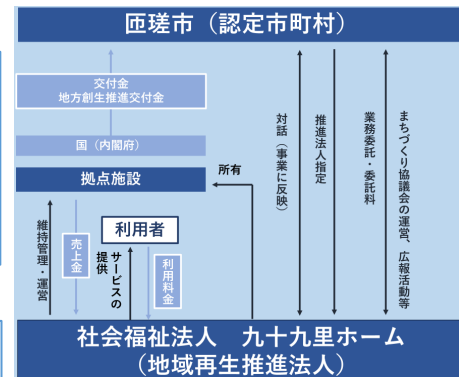 匝瑳市（認定市町村）
交付金
地方創生推進交付金
国（内閣府）
拠点施設
所有
利用者
維持管理・運営
売上金
サービスの
提供
利用料金
対話（事業に反映）
推進法人指定
業務委託・委託料
まちづくり協議会の運営、広報活動等
社会福祉法人　九十九里ホーム
（地域再生推進法人）